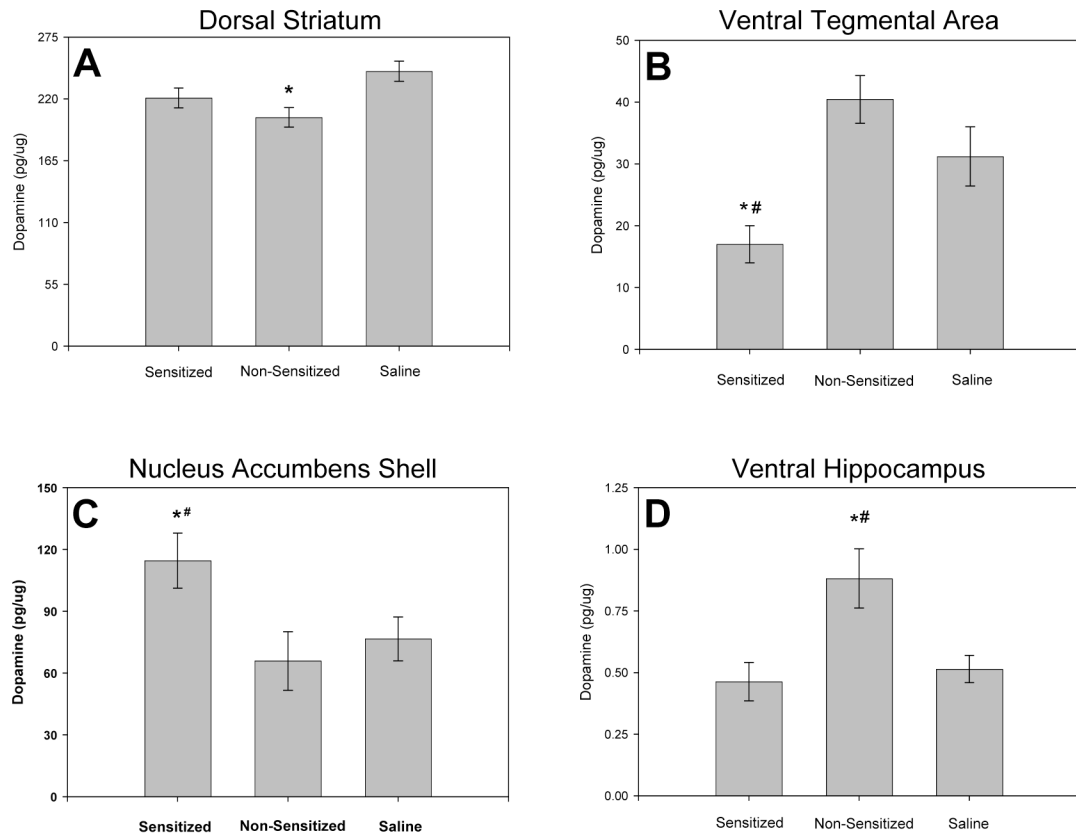 Dorsal Striatum
A
Dopamine (pg/ug)
275
220
165
110
55
0
*
Sensitized
Non-Sensitized
Saline
Ventral Tegmental Area
B
Dopamine (pg/ug)
50
40
30
20
10
0
*#
Sensitized
Non-Sensitized
Saline
Nucleus Accumbens Shell
C
Dopamine (pg/ug)
150
120
90
60
30
0
*#
Sensitized
Non-Sensitized
Saline
Ventral Hippocampus
D
Dopamine (pg/ug)
1.25
1.00
0.75
0.50
0.25
0.00
*#
Sensitized
Non-Sensitized
Saline